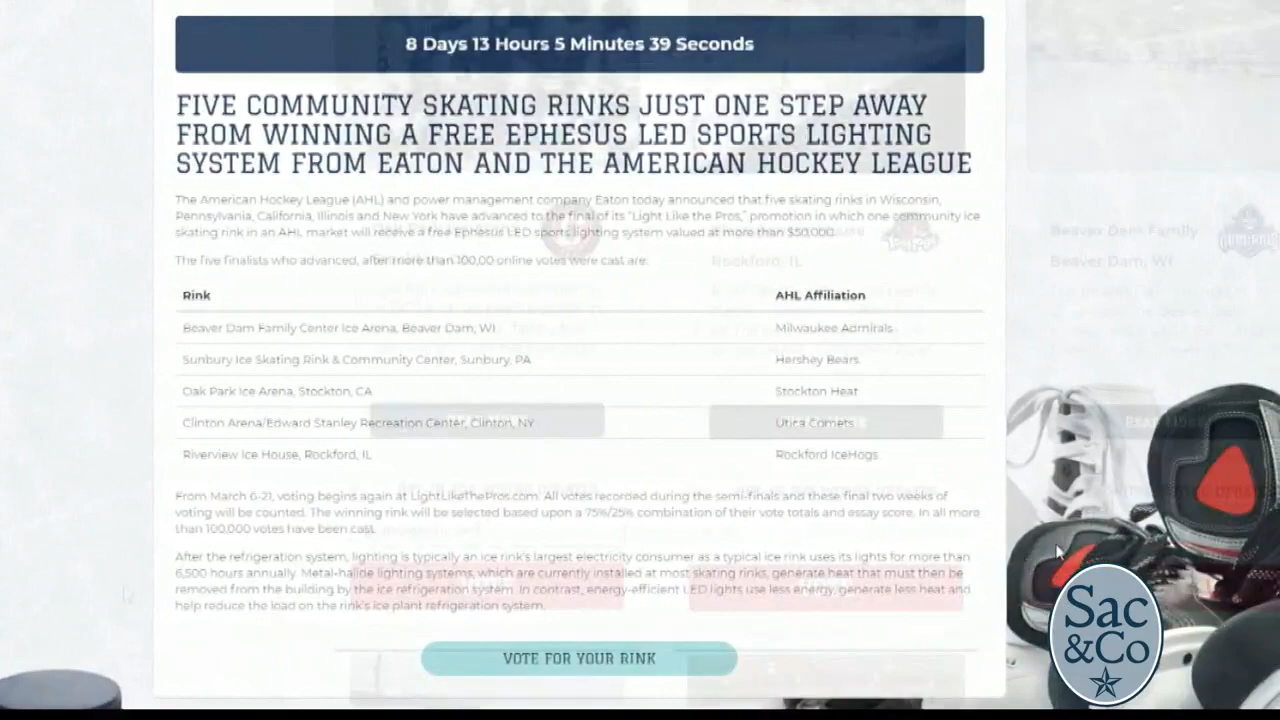 8 Days 13 Hours 5 Minutes 39 Seconds
FIVE COMMUNITY SKATING RINKS JUST ONE STEP AWAY
FROM WINNING A FREE EPHESUS LED SPORTS LIGHTING
SYSTEM FROM EATON AND THE AMERICAN HOCKEY LEAGUE
The American Hockey League (AHL) and power management company Eaton today announced that five skating rinks in Wisconsin,
Pennsylvania, California, Illinois and New York have advanced to the final of its "Light Like the Pros," promotion in which one community ice
skating rink in an AHL market will receive a free Ephesus LED sports lighting system valued at more than $50,000.
The five finalists who advanced, after more than 100,00 online votes were cast are:
Rockford, IL
Beaver Dam Family
Beaver Dam, WI
Rink AHL Affiliation
Beaver Dam Family Center Ice Arena, Beaver Dam, WI Milwaukee Admirals
Sunbury Ice Skating Rink & Community Center, Sunbury, PA Hershey Bears
Oak Park Ice Arena, Stockton, CA Stockton Heat
Clinton Arena/Edward Stanley Recreation Center, Clinton, NY Utica Comets
READ MORE
Riverview Ice House, Rockford, IL Rockford IceHogs
From March 6-21, voting begins again at LightLikeThePros.com. All votes recorded during the semi-finals and these final two weeks of
voting will be counted. The winning rink will be selected based upon a 75%/25% combination of their vote totals and essay score. In all more
than 100,000 votes have been cast.
After the refrigeration system, lighting is typically an ice rink's largest electricity consumer as a typical ice rink uses its lights for more than
6,500 hours annually. Metal-halide lighting systems, which are currently installed at most skating rinks, generate heat that must then be
removed from the building by the ice refrigeration system. In contrast, energy-efficient LED lights use less energy, generate less heat and
help reduce the load on the rink's ice plant refrigeration system.
VOTE FOR YOUR RINK
Sac
&Co